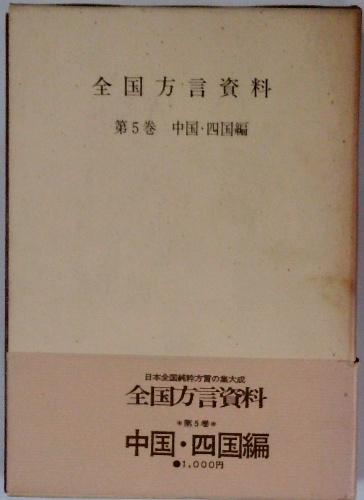 全国方言資料
第5巻 中国・四国編
日本全国純粋方言の集大成
全国方言資料
*第5巻*
中国・四国編
●1,000円